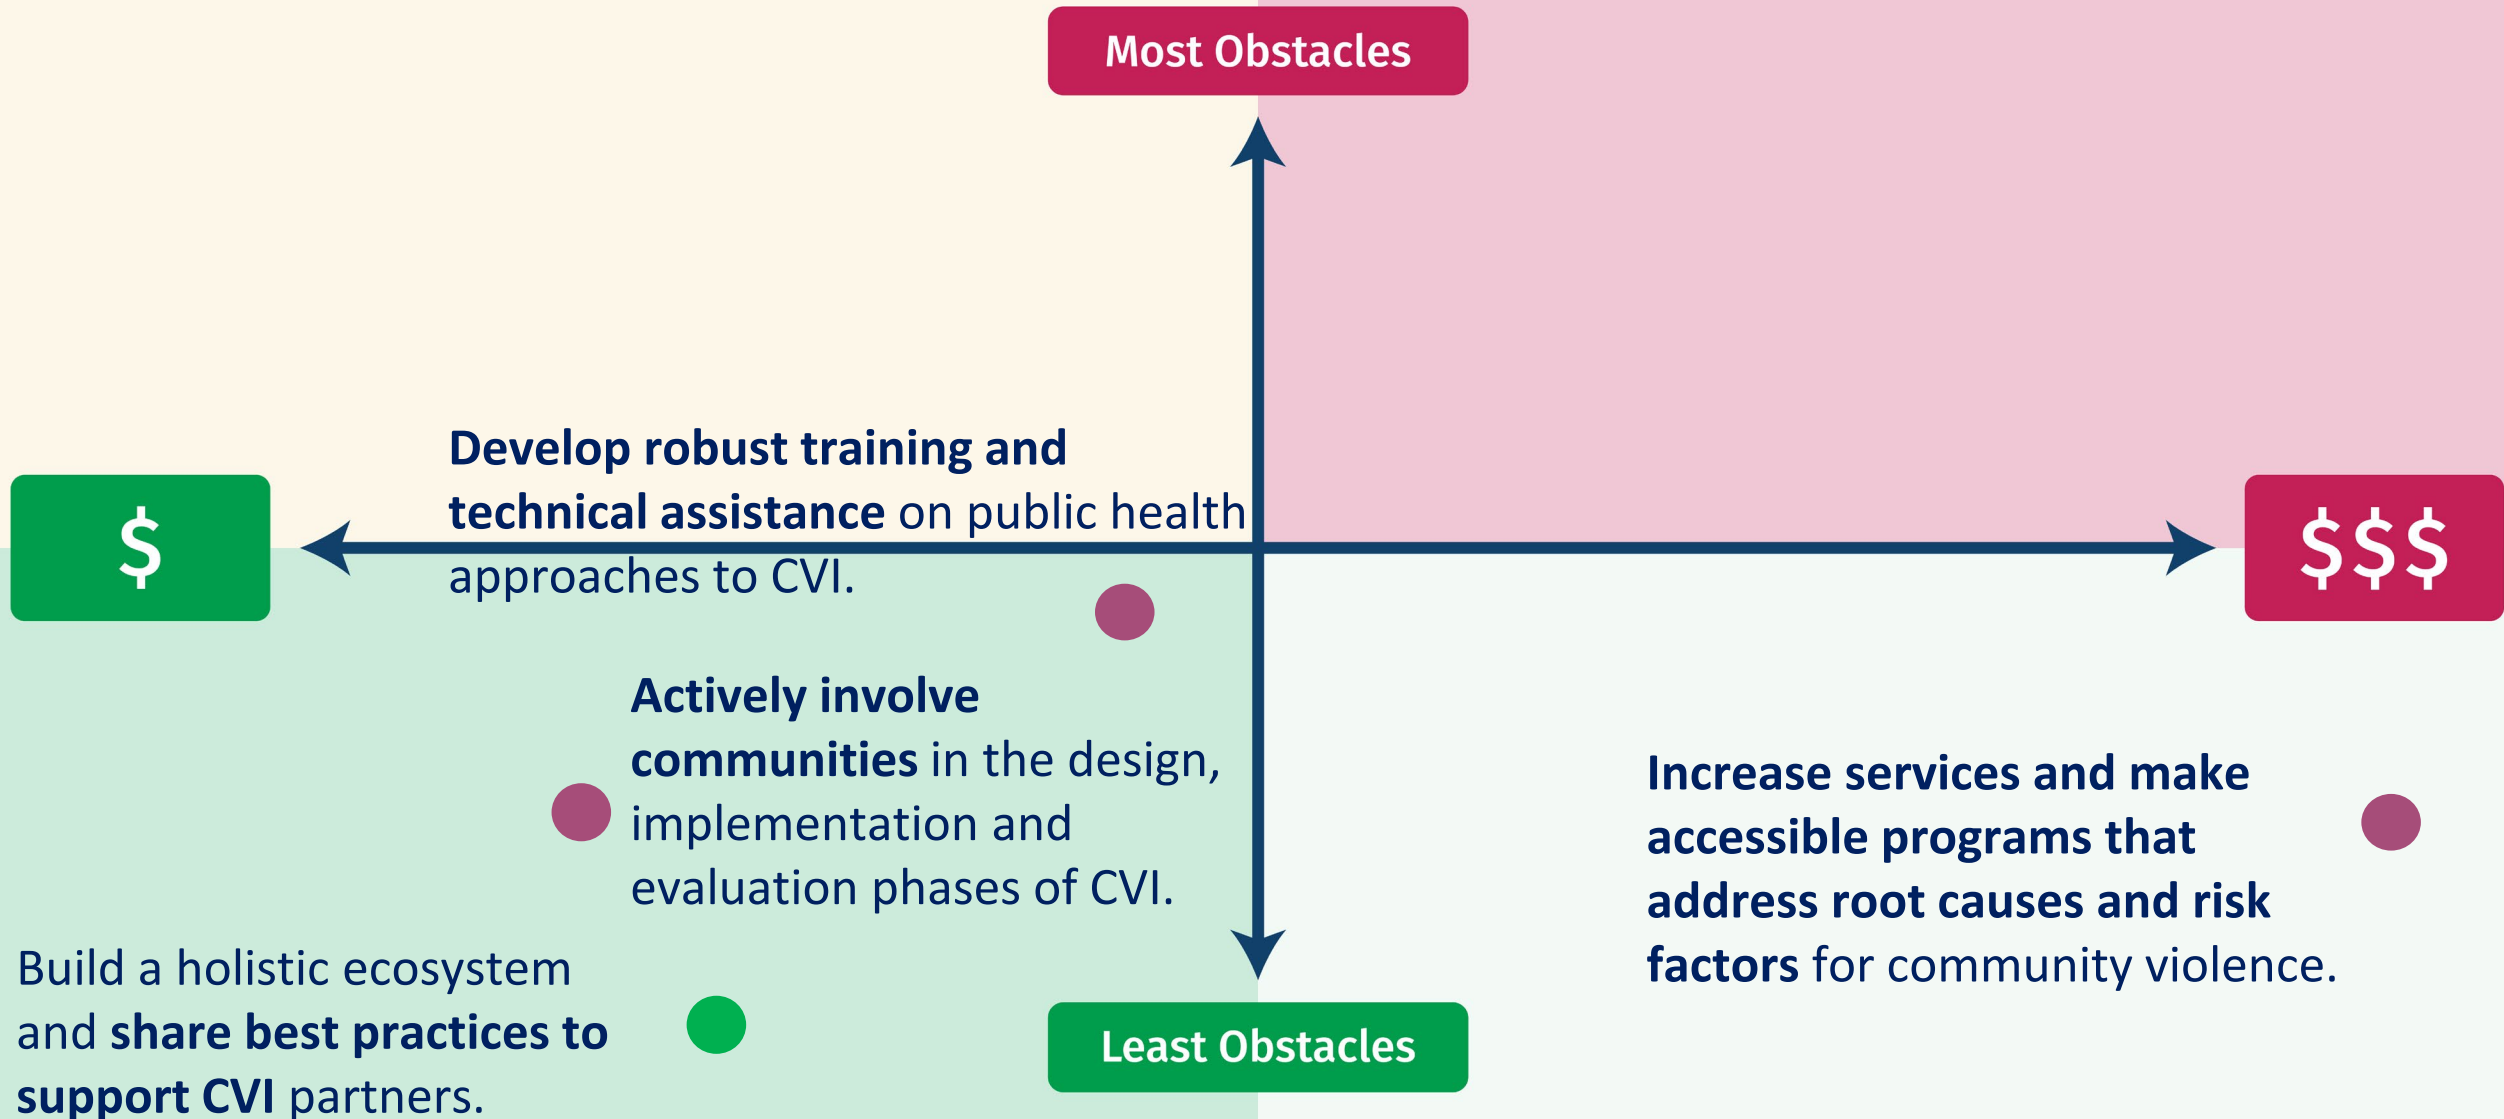 Most Obstacles
Develop robust training and
technical assistance on public health
approaches to CVI.
$
$$$
Actively involve
communities in the design,
implementation and
evaluation phases of CVI.
Increase services and make
accessible programs that
address root causes and risk
factors for community violence.
Build a holistic ecosystem
and share best practices to
support CVI partners.
Least Obstacles